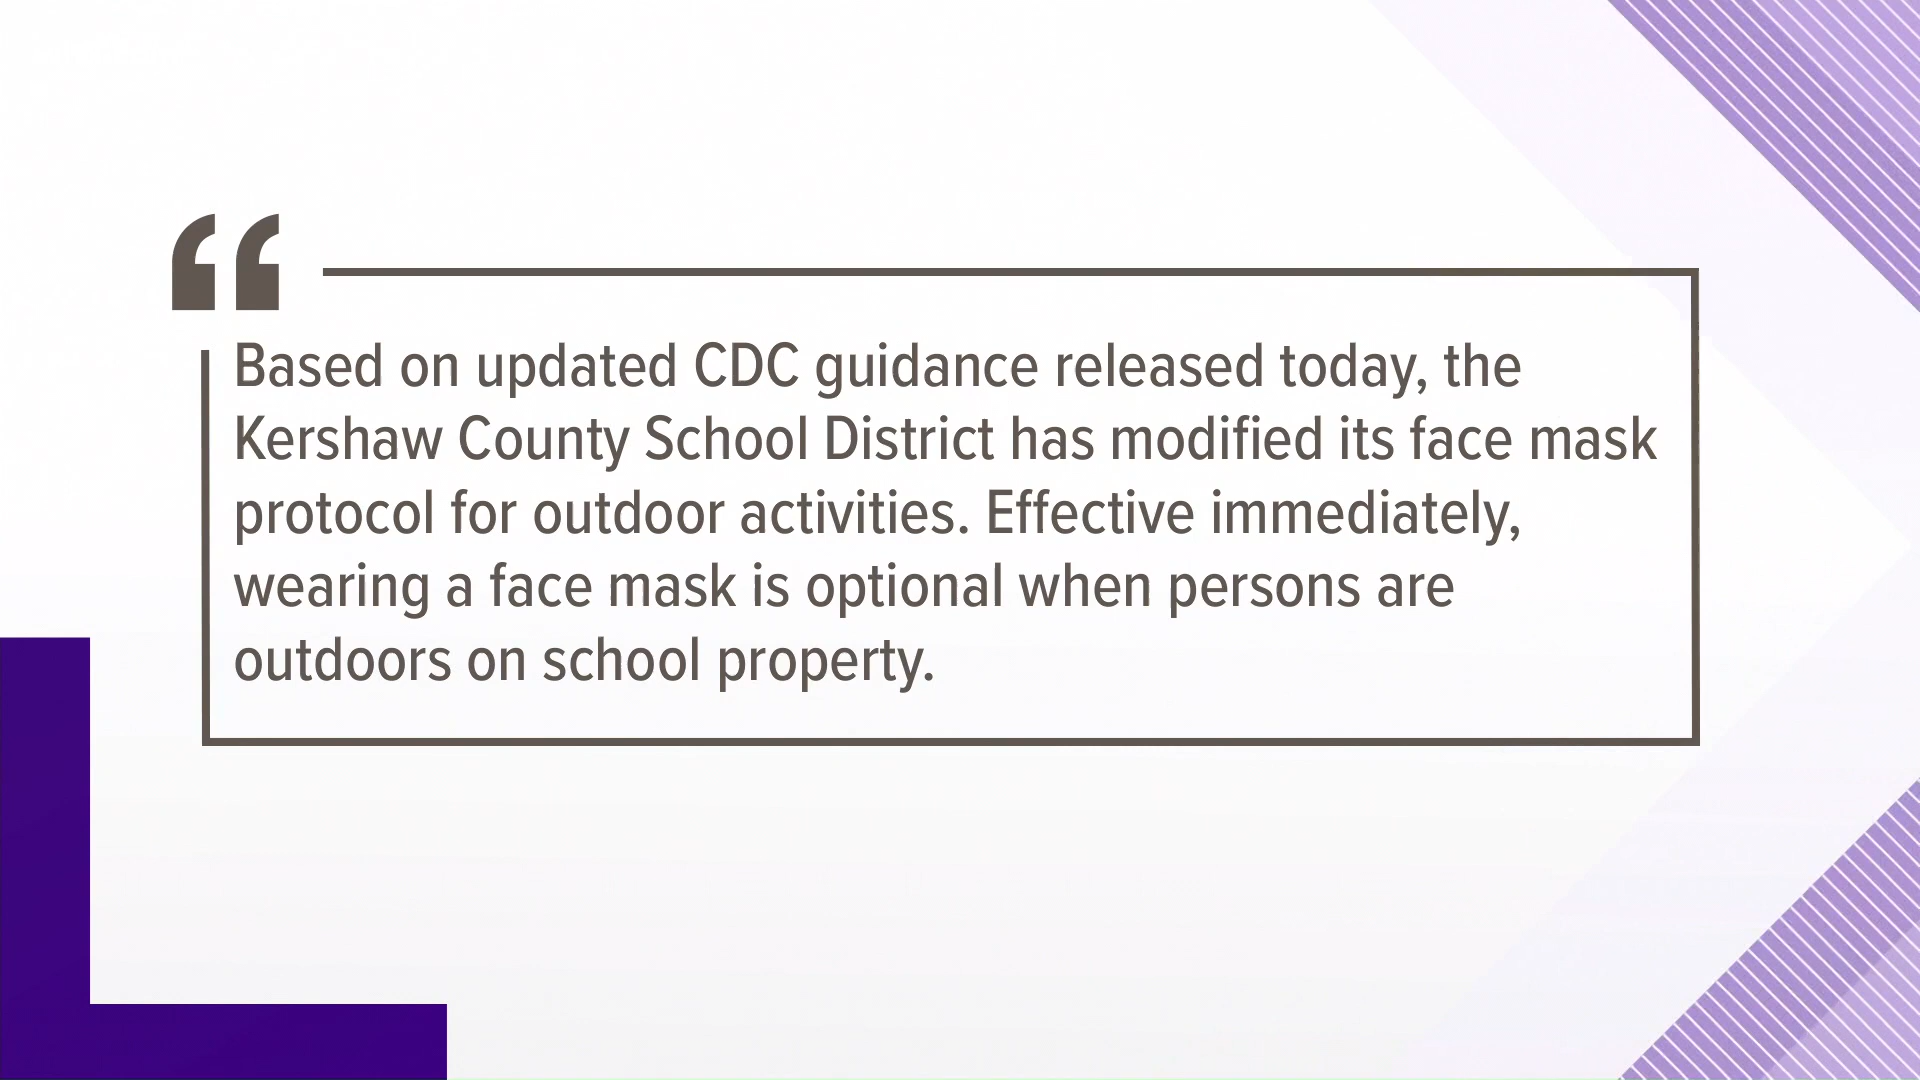 “
Based on updated CDC guidance released today, the
Kershaw County School District has modified its face mask
protocol for outdoor activities. Effective immediately,
wearing a face mask is optional when persons are
outdoors on school property.